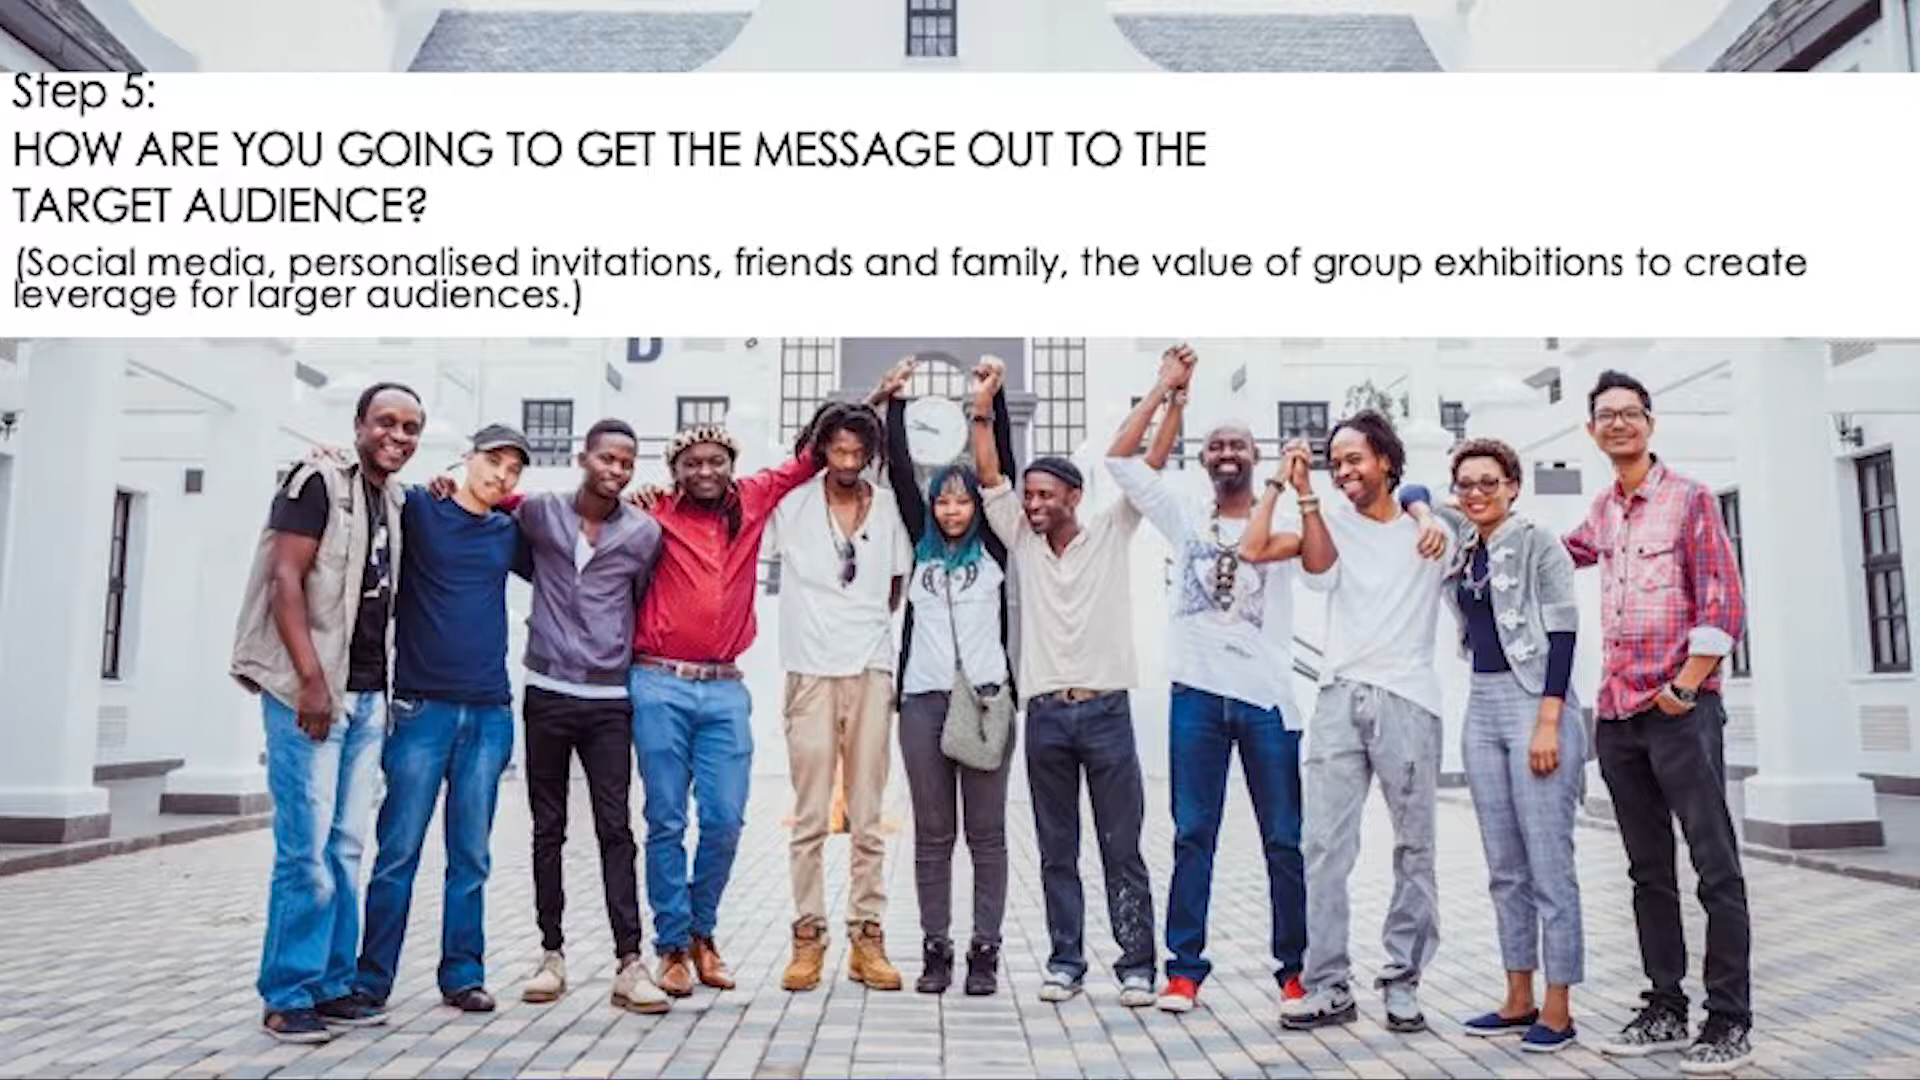 Step 5:
HOW ARE YOU GOING TO GET THE MESSAGE OUT TO THE
TARGET AUDIENCE?
(Social media, personalised invitations, friends and family, the value of group exhibitions to create
leverage for larger audiences.)
D